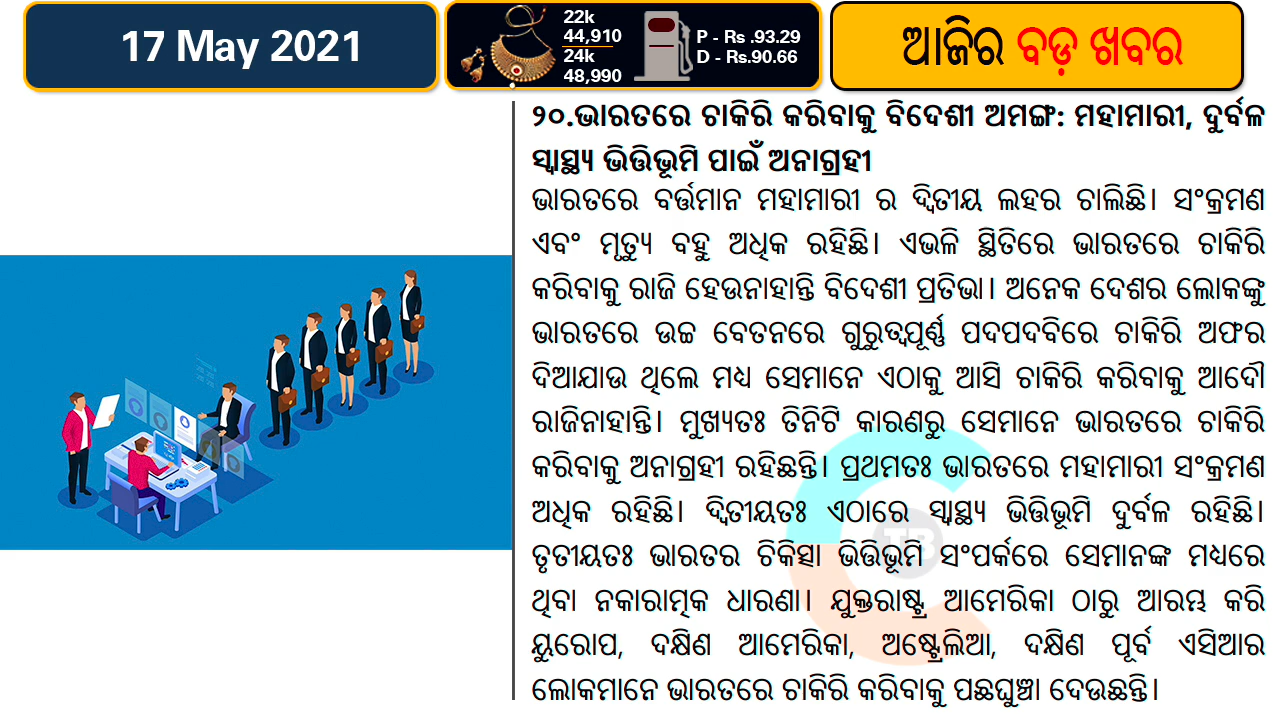 17 May 2021
22k
44,910
24k
48,990
P - Rs .93.29
D - Rs.90.66
ଆଜିର ବଡ଼ ଖବର
୨୦.ଭାରତରେ ଚାକିରି କରିବାକୁ ବିଦେଶୀ ଅମଙ୍ଗ: ମହାମାରୀ, ଦୁର୍ବଳ
ସ୍ୱାସ୍ଥ୍ୟ ଭିତ୍ତିଭୂମି ପାଇଁ ଅନାଗ୍ରହୀ
ଭାରତରେ ବର୍ତ୍ତମାନ ମହାମାରୀ ର ଦ୍ୱିତୀୟ ଲହର ଚାଲିଛି। ସଂକ୍ରମଣ
ଏବଂ ମୃତ୍ୟୁ ବହୁ ଅଧିକ ରହିଛି। ଏଭଳି ସ୍ଥିତିରେ ଭାରତରେ ଚାକିରି
କରିବାକୁ ରାଜି ହେଉନାହାନ୍ତି ବିଦେଶୀ ପ୍ରତିଭା। ଅନେକ ଦେଶର ଲୋକଙ୍କୁ
ଭାରତରେ ଉଚ୍ଚ ବେତନରେ ଗୁରୁତ୍ୱପୂର୍ଣ୍ଣ ପଦପଦବିରେ ଚାକିରି ଅଫର
ଦିଆଯାଉ ଥିଲେ ମଧ୍ୟ ସେମାନେ ଏଠାକୁ ଆସି ଚାକିରି କରିବାକୁ ଆଦୌ
ରାଜିନାହାନ୍ତି। ମୁଖ୍ୟତଃ ତିନିଟି କାରଣରୁ ସେମାନେ ଭାରତରେ ଚାକିରି
କରିବାକୁ ଅନାଗ୍ରହୀ ରହିଛନ୍ତି। ପ୍ରଥମତଃ ଭାରତରେ ମହାମାରୀ ସଂକ୍ରମଣ
ଅଧିକ ରହିଛି। ଦ୍ୱିତୀୟତଃ ଏଠାରେ ସ୍ୱାସ୍ଥ୍ୟ ଭିତ୍ତିଭୂମି ଦୁର୍ବଳ ରହିଛି।
ତୃତୀୟତଃ ଭାରତର ଚିକିତ୍ସା ଭିତ୍ତିଭୂମି ସଂପର୍କରେ ସେମାନଙ୍କ ମଧ୍ୟରେ
ଥିବା ନକାରାତ୍ମକ ଧାରଣା। ଯୁକ୍ତରାଷ୍ଟ୍ର ଆମେରିକା ଠାରୁ ଆରମ୍ଭ କରି
ୟୁରୋପ, ଦକ୍ଷିଣ ଆମେରିକା, ଅଷ୍ଟ୍ରେଲିଆ, ଦକ୍ଷିଣ ପୂର୍ବ ଏସିଆର
ଲୋକମାନେ ଭାରତରେ ଚାକିରି କରିବାକୁ ପଛଘୁଞ୍ଚା ଦେଉଛନ୍ତି।